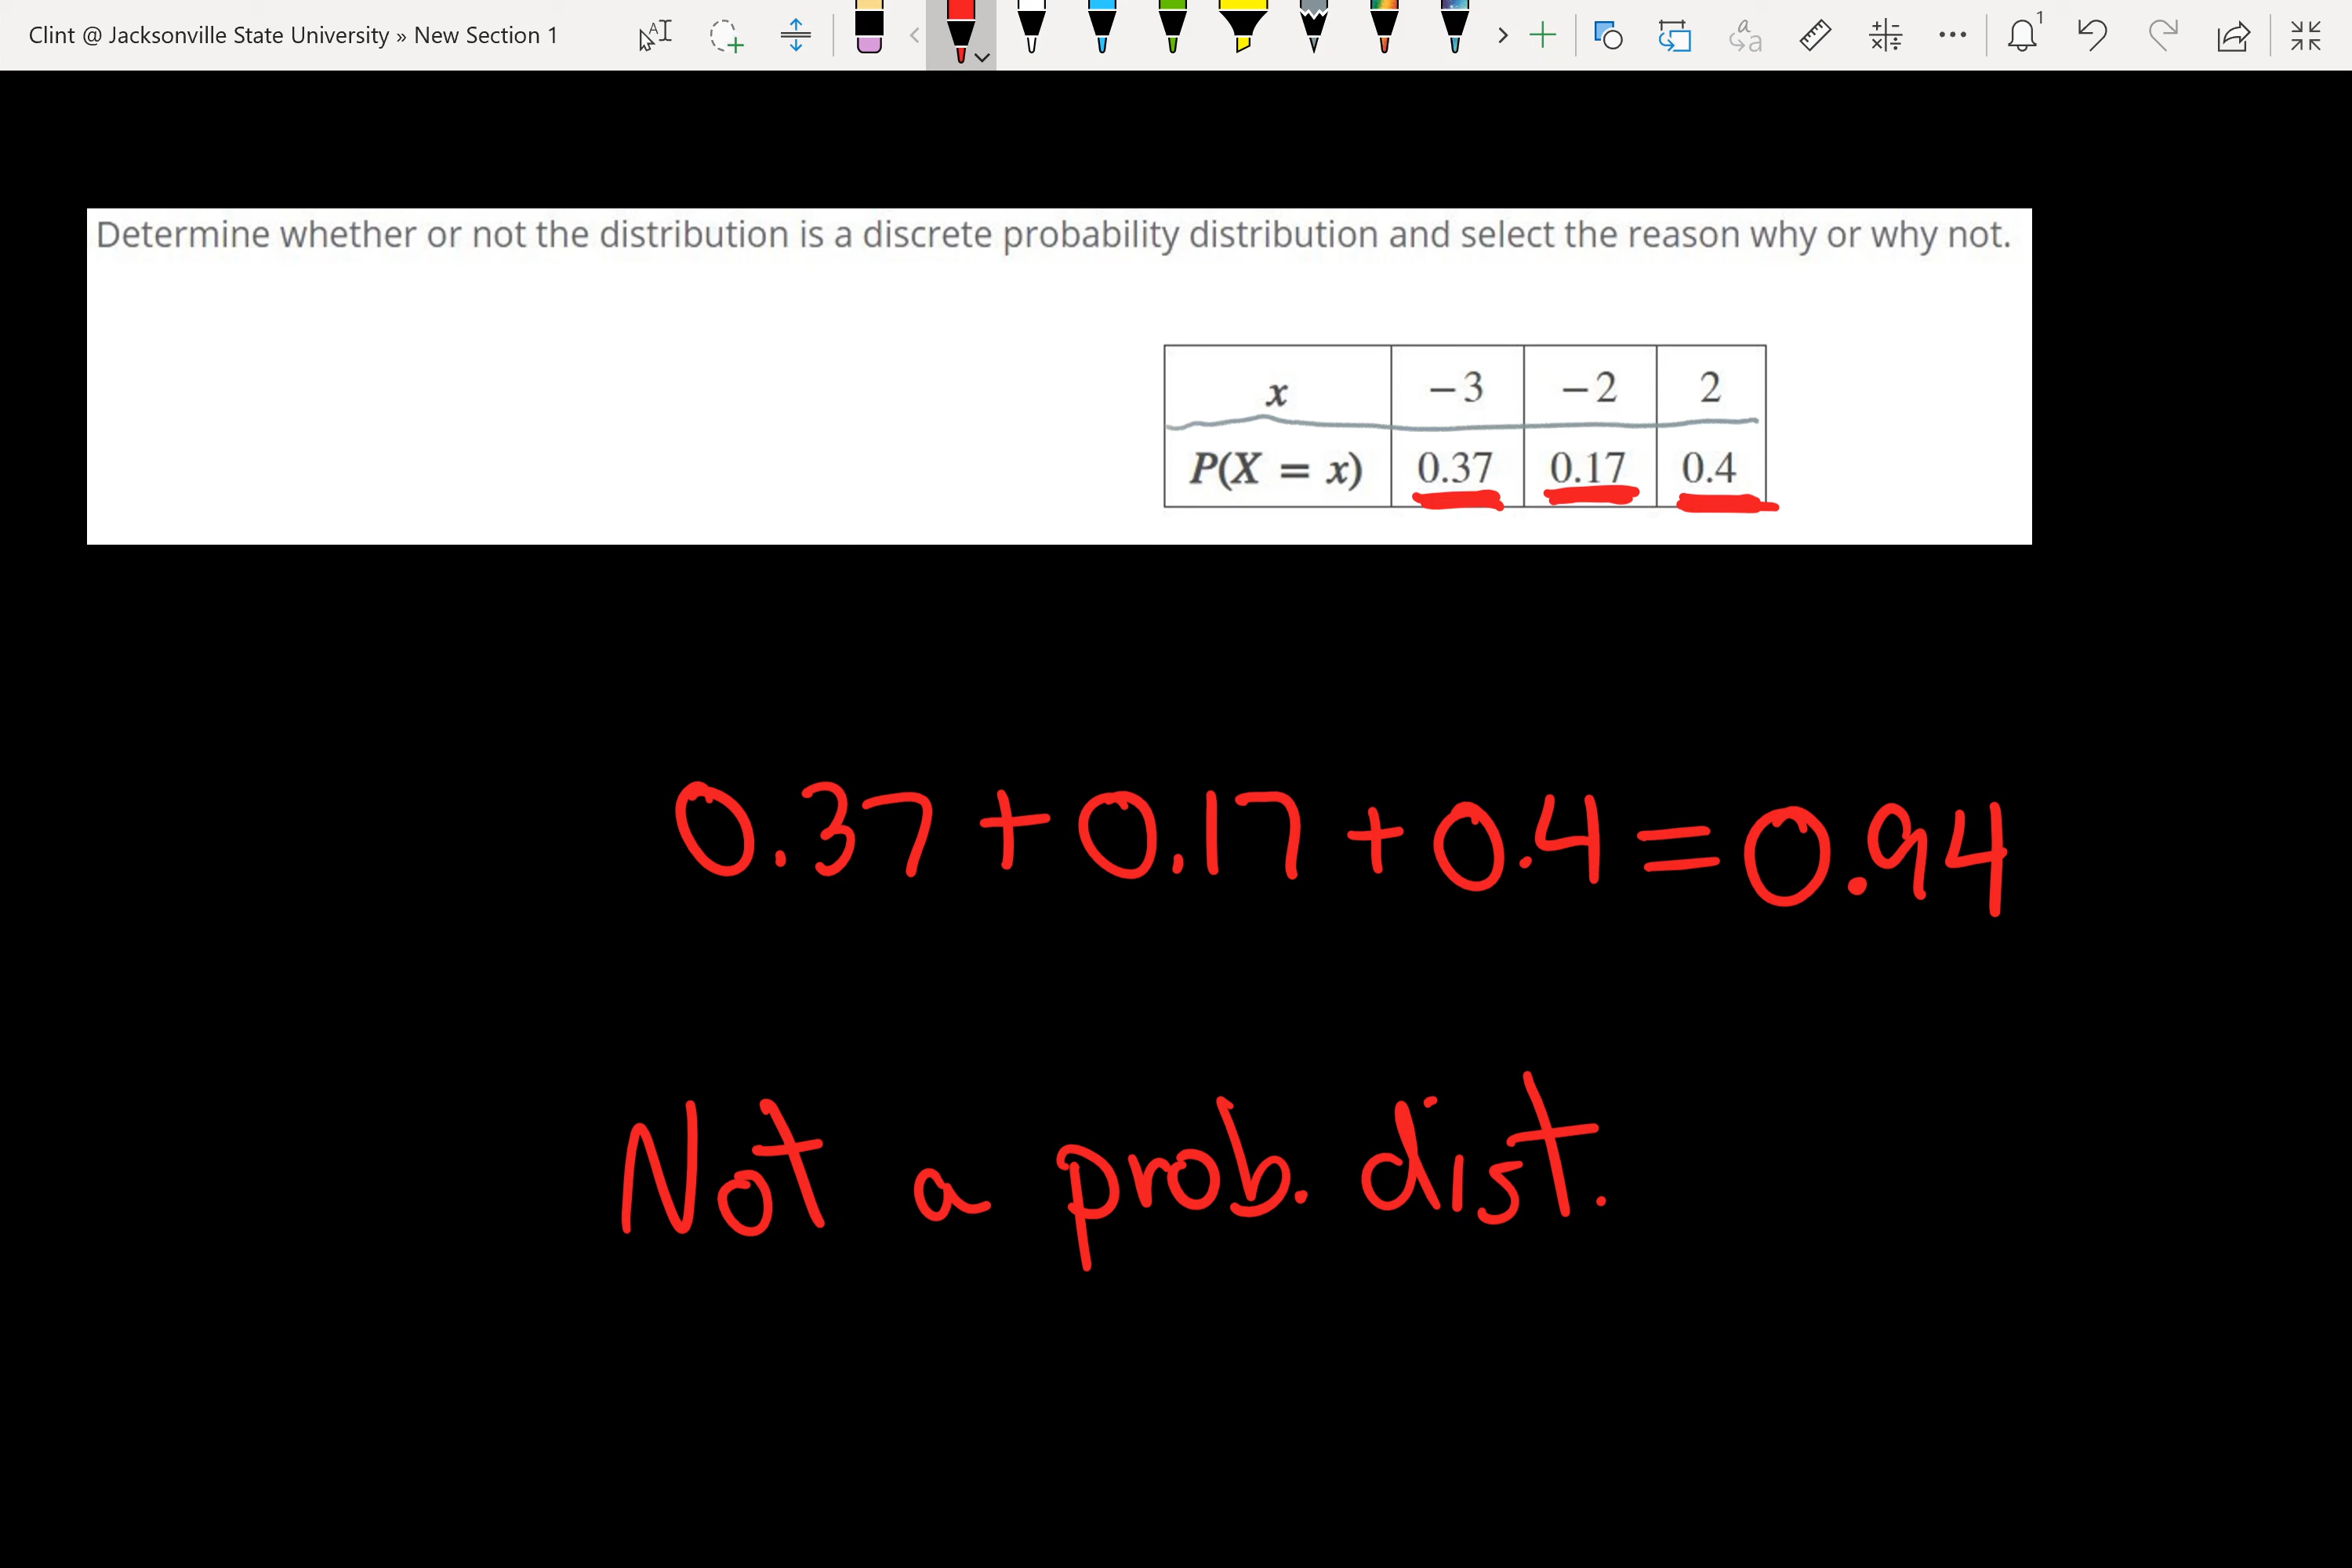 Clint @ Jacksonville State University » New Section 1
1
Determine whether or not the distribution is a discrete probability distribution and select the reason why or why not.
x −3 −2 2
P(X = x) 0.37 0.17 0.4
0.37 + 0.17 + 0.4 = 0.94
Not a prob. dist.